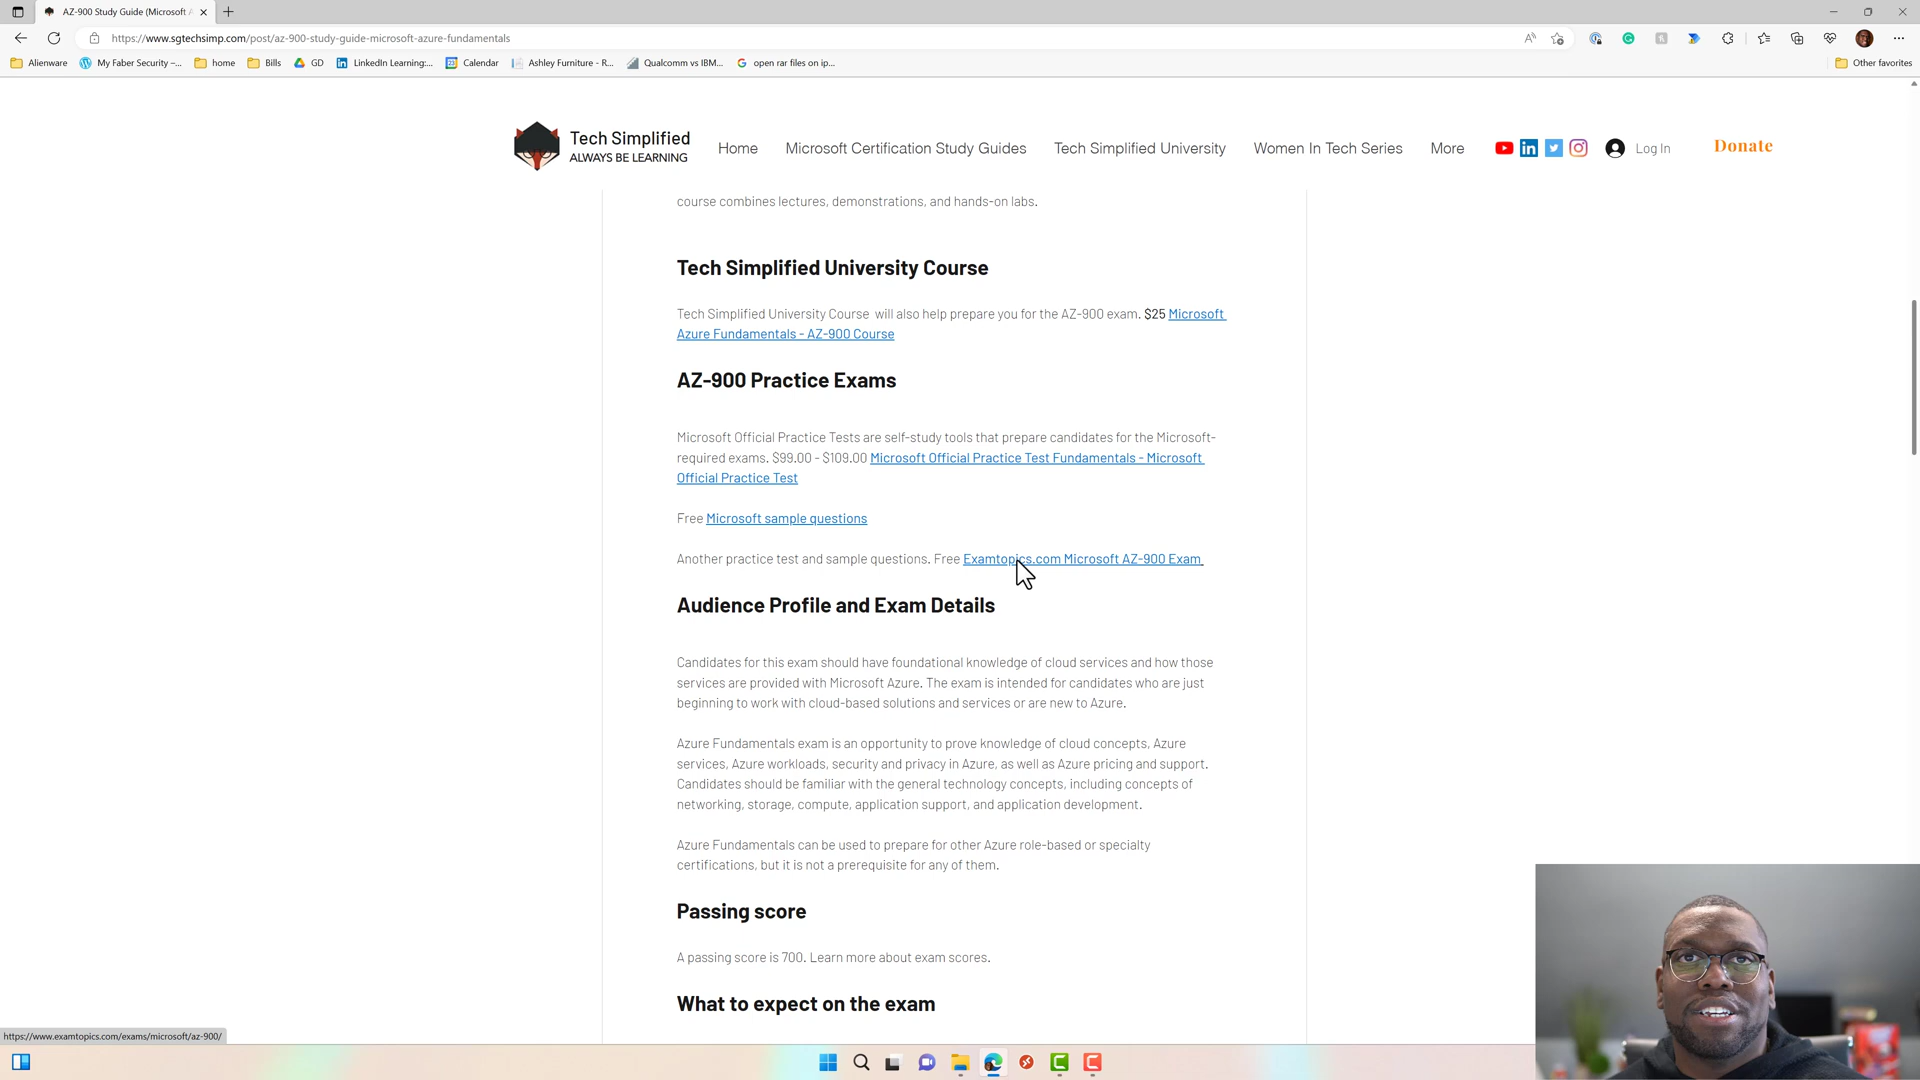 AZ-900 Study Guide (Microsoft A
https://www.sgtechsimp.com/post/az-900-study-guide-microsoft-azure-fundamentals
Alienware
My Faber Security –...
home
Bills
GD
LinkedIn Learning:...
Calendar
Ashley Furniture - R...
Qualcomm vs IBM...
open rar files on ip...
Other favorites
Tech Simplified
ALWAYS BE LEARNING
Home
Microsoft Certification Study Guides
Tech Simplified University
Women In Tech Series
More
Log In
Donate
course combines lectures, demonstrations, and hands-on labs.
Tech Simplified University Course
Tech Simplified University Course will also help prepare you for the AZ-900 exam. $25 Microsoft
Azure Fundamentals - AZ-900 Course
AZ-900 Practice Exams
Microsoft Official Practice Tests are self-study tools that prepare candidates for the Microsoft-
required exams. $99.00 - $109.00 Microsoft Official Practice Test Fundamentals - Microsoft
Official Practice Test
Free Microsoft sample questions
Another practice test and sample questions. Free Examtopics.com Microsoft AZ-900 Exam
Audience Profile and Exam Details
Candidates for this exam should have foundational knowledge of cloud services and how those
services are provided with Microsoft Azure. The exam is intended for candidates who are just
beginning to work with cloud-based solutions and services or are new to Azure.
Azure Fundamentals exam is an opportunity to prove knowledge of cloud concepts, Azure
services, Azure workloads, security and privacy in Azure, as well as Azure pricing and support.
Candidates should be familiar with the general technology concepts, including concepts of
networking, storage, compute, application support, and application development.
Azure Fundamentals can be used to prepare for other Azure role-based or specialty
certifications, but it is not a prerequisite for any of them.
Passing score
A passing score is 700. Learn more about exam scores.
What to expect on the exam
https://www.examtopics.com/exams/microsoft/az-900/